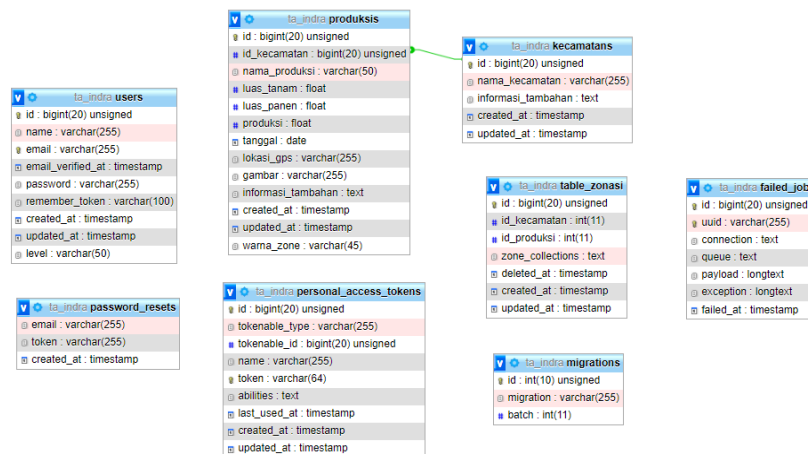 ta_indra users
id : bigint(20) unsigned
name : varchar(255)
email : varchar(255)
email_verified_at : timestamp
password : varchar(255)
remember_token : varchar(100)
created_at : timestamp
updated_at : timestamp
level : varchar(50)
ta_indra password_resets
email : varchar(255)
token : varchar(255)
created_at : timestamp
ta_indra produksis
id : bigint(20) unsigned
id_kecamatan : bigint(20) unsigned
nama_produksi : varchar(50)
luas_tanam : float
luas_panen : float
produksi : float
tanggal : date
lokasi_gps : varchar(255)
gambar : varchar(255)
informasi_tambahan : text
created_at : timestamp
updated_at : timestamp
warna_zone : varchar(45)
ta_indra personal_access_tokens
id : bigint(20) unsigned
tokenable_type : varchar(255)
tokenable_id : bigint(20) unsigned
name : varchar(255)
token : varchar(64)
abilities : text
last_used_at : timestamp
created_at : timestamp
updated_at : timestamp
ta_indra kecamatans
id : bigint(20) unsigned
nama_kecamatan : varchar(255)
informasi_tambahan : text
created_at : timestamp
updated_at : timestamp
ta_indra table_zonasi
id : bigint(20) unsigned
id_kecamatan : int(11)
id_produksi : int(11)
zone_collections : text
deleted_at : timestamp
created_at : timestamp
updated_at : timestamp
ta_indra migrations
id : int(10) unsigned
migration : varchar(255)
batch : int(11)
ta_indra failed_job
id : bigint(20) unsigned
uuid : varchar(255)
connection : text
queue : text
payload : longtext
exception : longtext
failed_at : timestamp